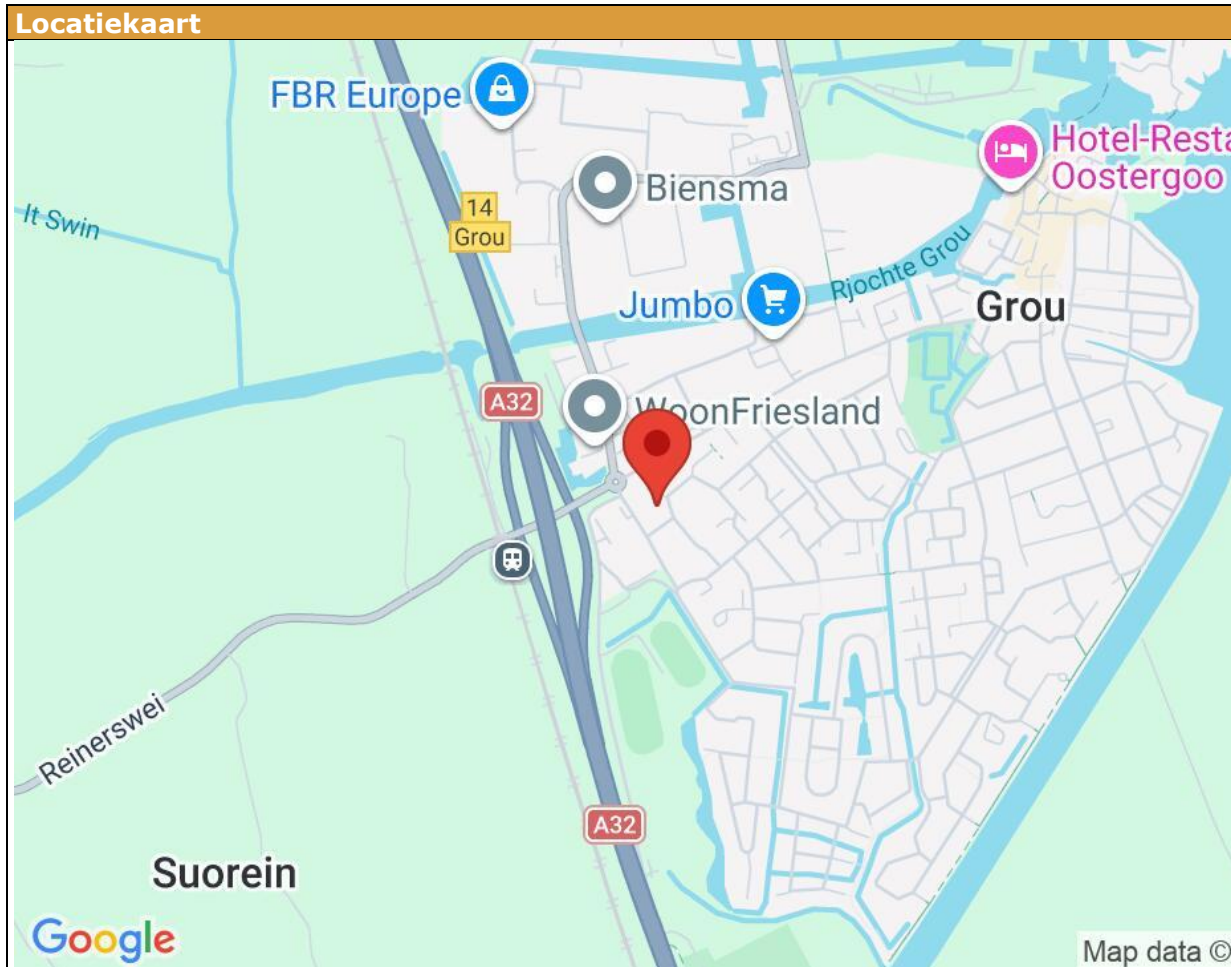 Locatiekaart
FBR Europe
Hotel-Resta
Oostergoo
Biensma
14
Grou
It Swin
Rjochte Grou
Jumbo
Grou
A32
WoonFriesland
Reinerswei
A32
Suorein
Google
Map data ©